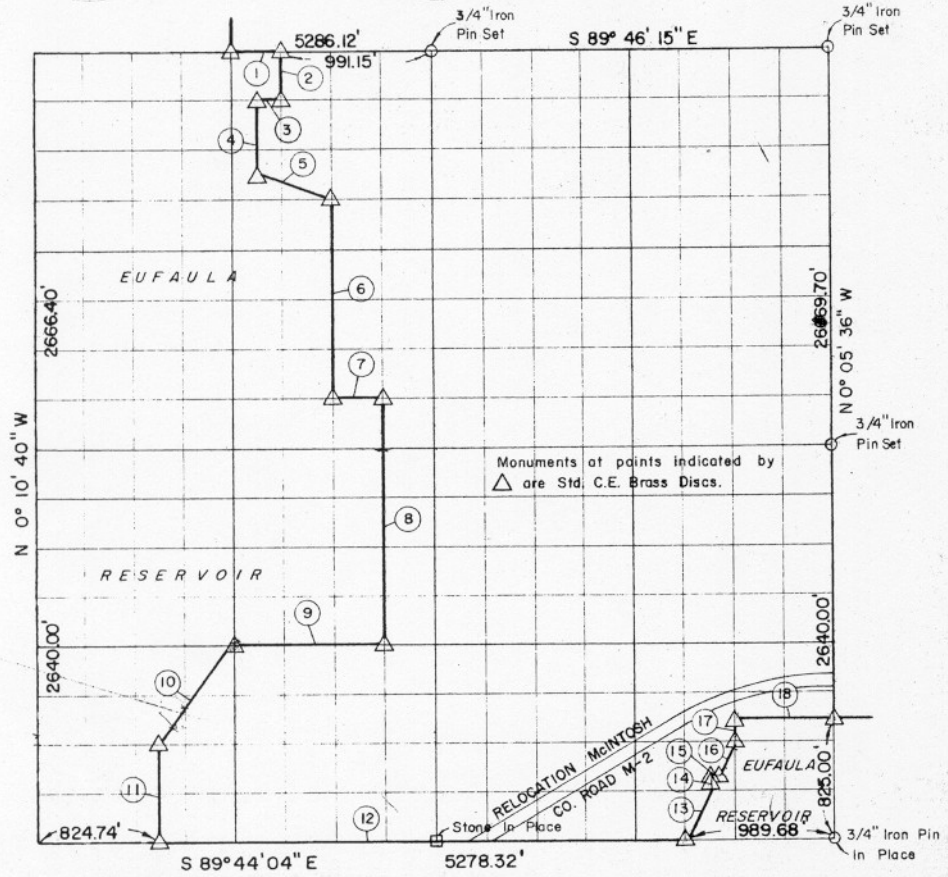 3/4" Iron
Pin Set
3/4" Iron
Pin Set
5286.12'
S 89° 46' 15" E
991.15'
1
2
3
4
5
EUFAULA
6
2666.40'
N 0° 05' 36" W
7
3/4" Iron
Pin Set
N 0° 10' 40" W
Monuments at points indicated by
△ are Std. C.E. Brass Discs.
8
RESERVOIR
9
2640.00'
2640.00'
10
18
17
RELOCATION McINTOSH
CO. ROAD M-2
15
16
EUFAULA
14
825.00'
11
13
RESERVOIR
12
Stone In Place
989.68
3/4" Iron Pin
In Place
824.74'
S 89° 44' 04" E
5278.32'